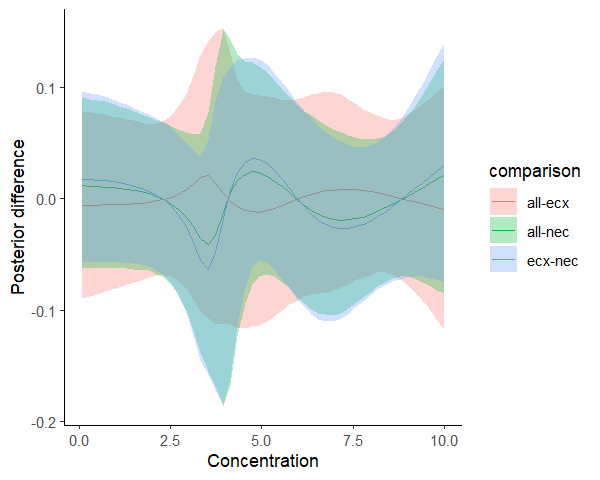 Posterior difference
0.1
0.0
-0.1
-0.2
0.0 2.5 5.0 7.5 10.0
Concentration
comparison
all-ecx
all-nec
ecx-nec